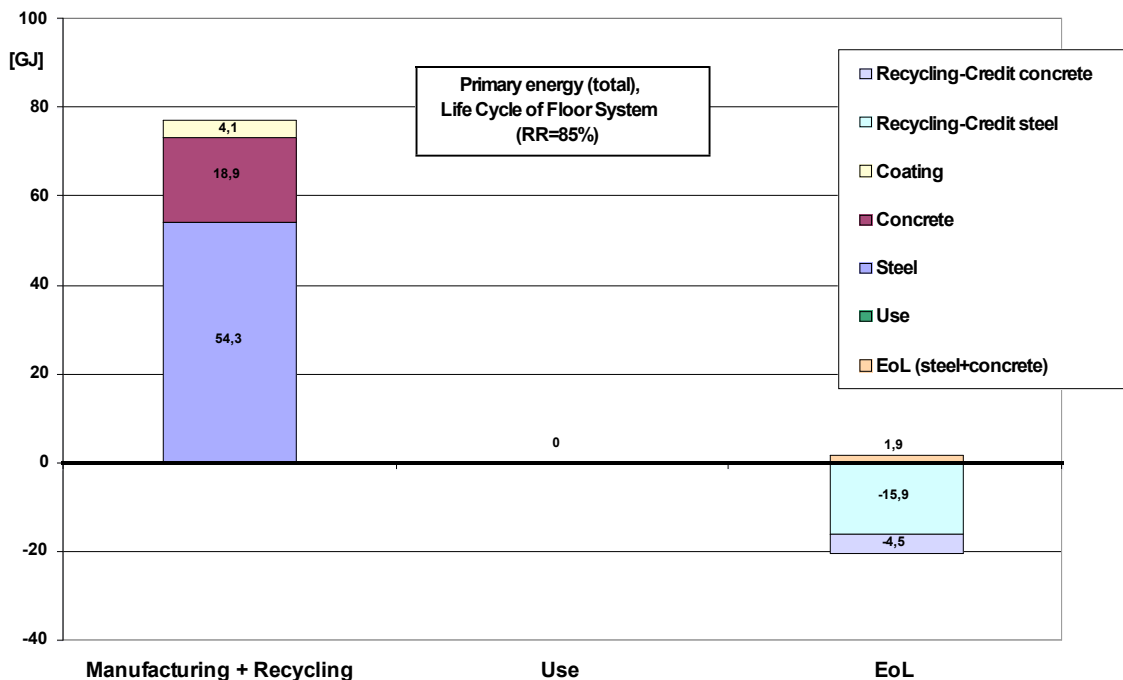 100
[GJ]
80
60
40
20
0
-20
-40
Primary energy (total),
Life Cycle of Floor System
(RR=85%)
Recycling-Credit concrete
Recycling-Credit steel
Coating
Concrete
Steel
Use
EoL (steel+concrete)
4,1
18,9
54,3
0
1,9
-15,9
-4,5
Manufacturing + Recycling
Use
EoL